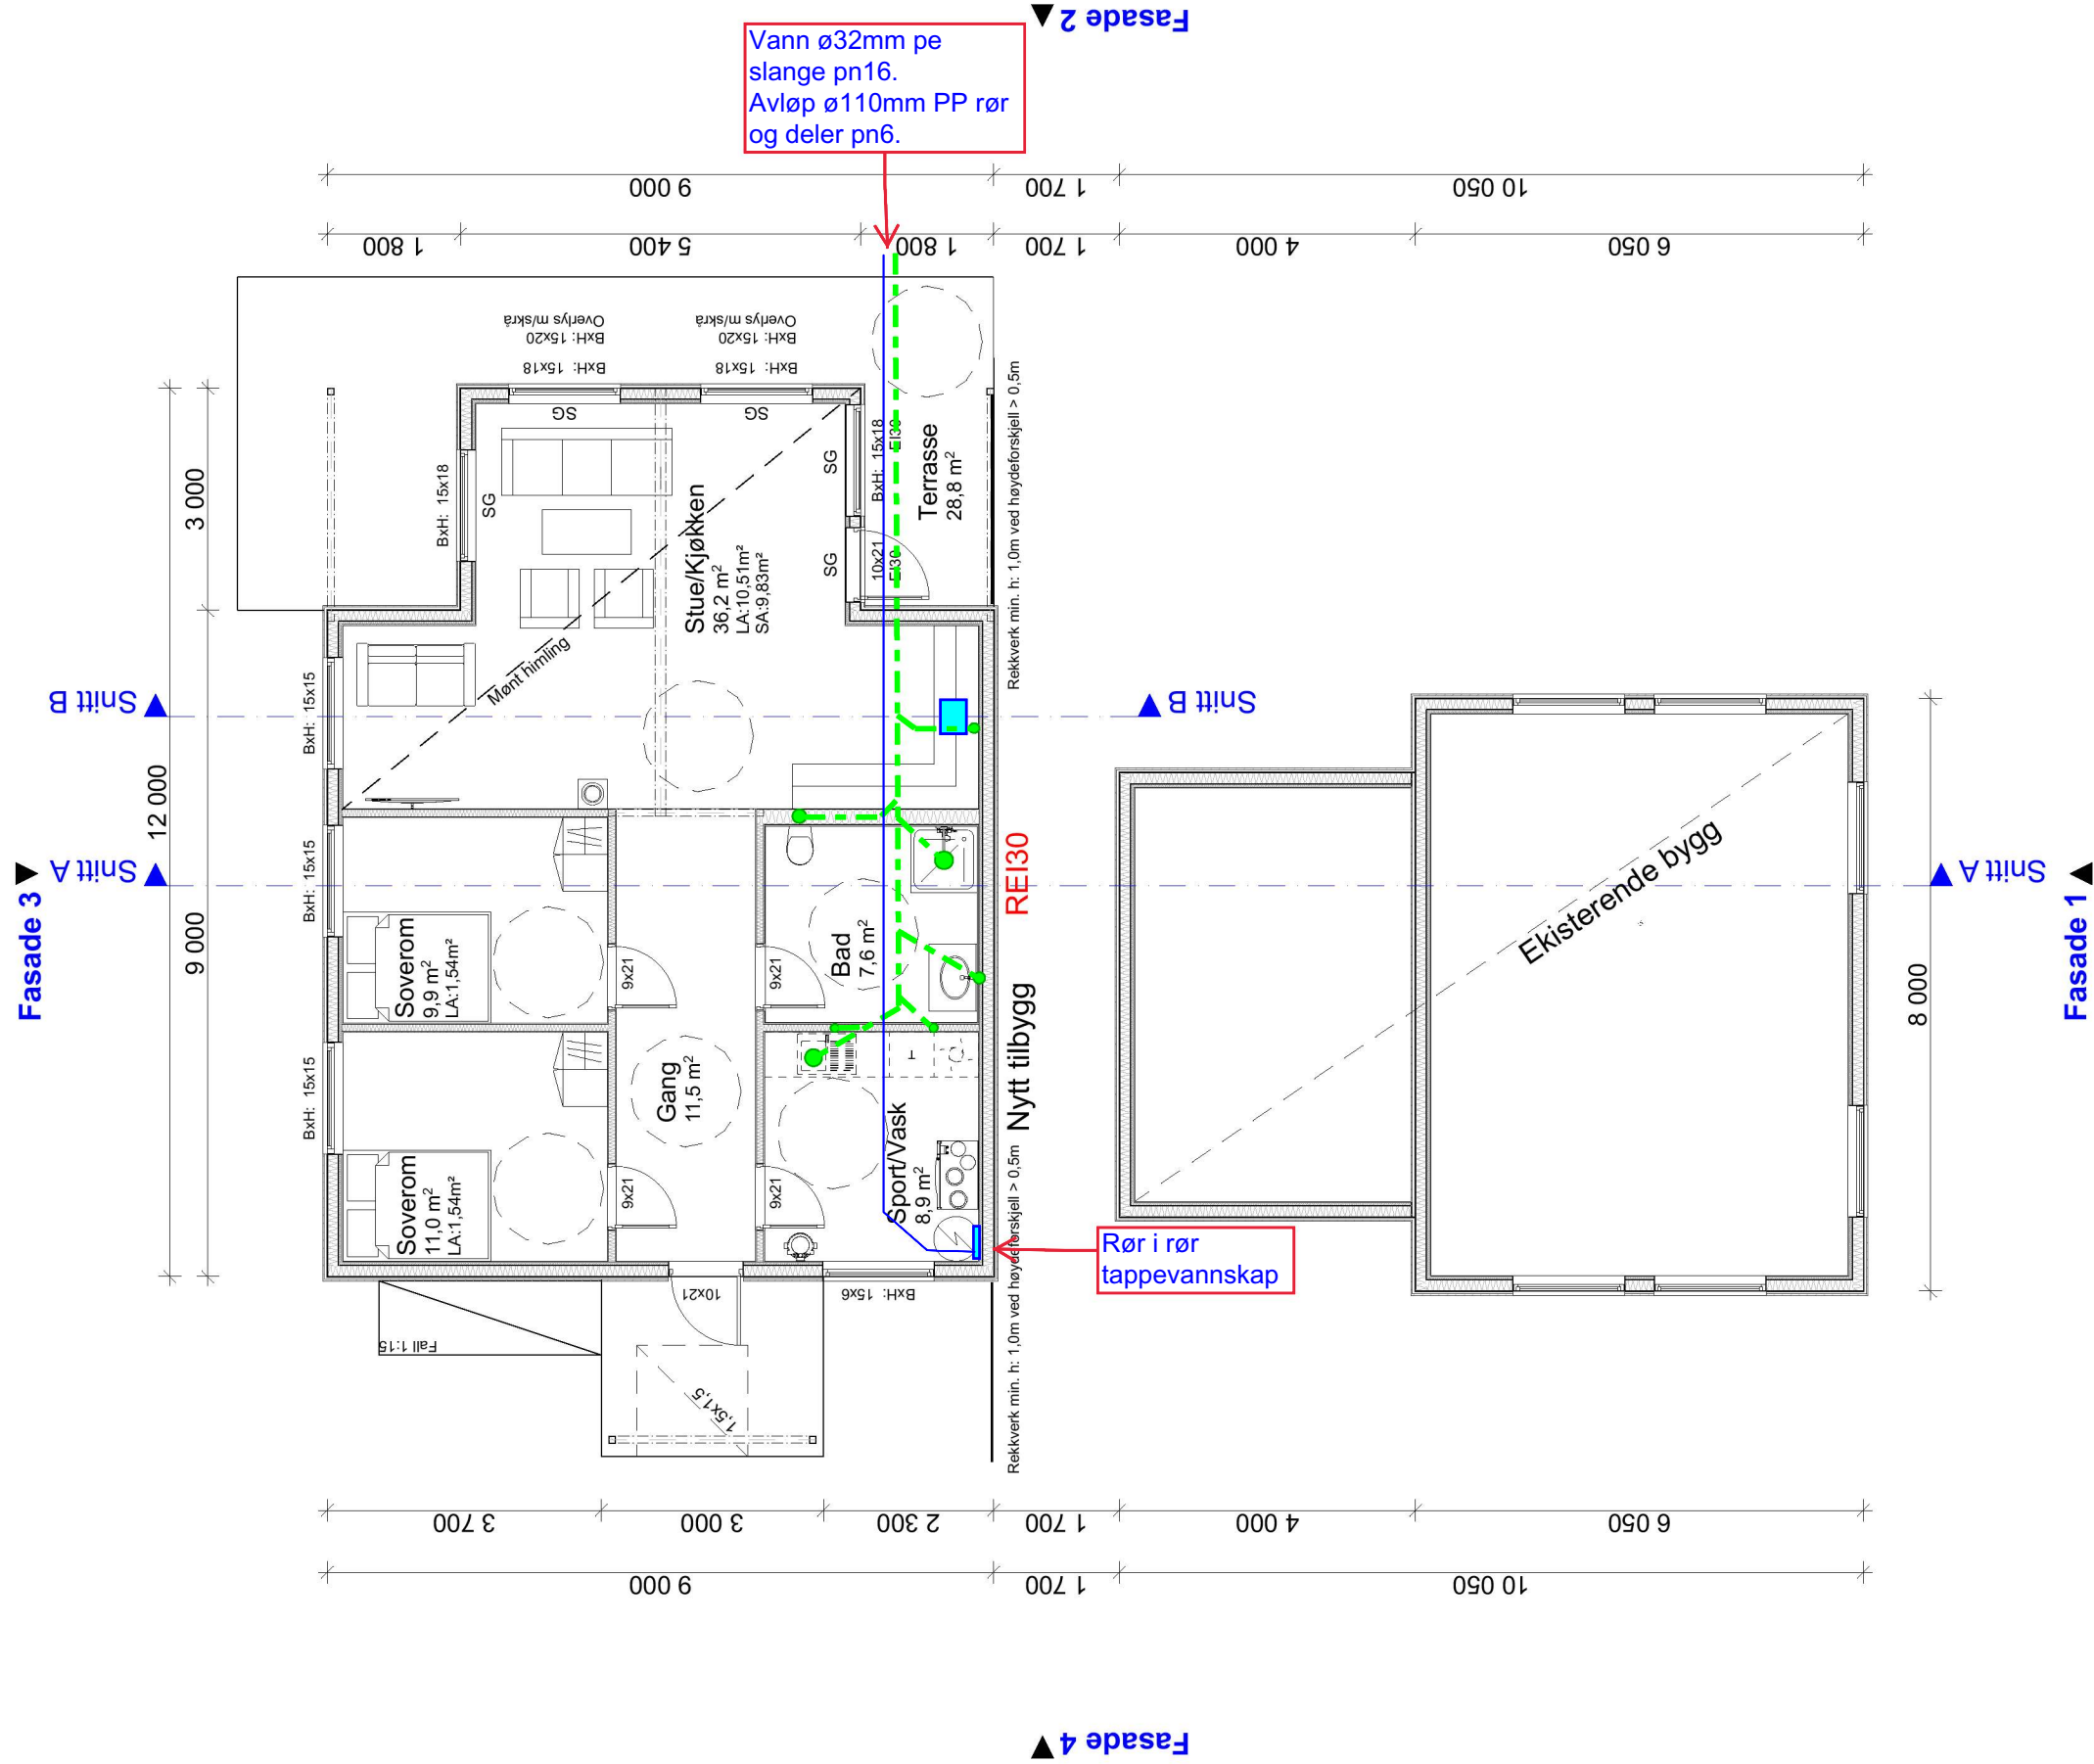 Fasade 2
Vann ø32mm pe
slange pn16.
Avløp ø110mm PP rør
og deler pn6.
9 000
1 700
10 050
1 800
5 400
1 800
1 700
4 000
6 050
Overlys m/skrå
BxH: 15x20
BxH: 15x18
Overlys m/skrå
BxH: 15x20
BxH: 15x18
SG
SG
3 000
BxH: 15x18
SG
SG
BxH: 15x18
EI30
Terrasse
28,8 m²
SG
10x21
EI30
Rekkverk min. h: 1,0m ved høydeforskjell > 0,5m
Stue/Kjøkken
36,2 m²
LA:10,51m²
SA:9,83m²
Mønt himling
Snitt B
BxH: 15x15
Snitt B
12 000
9 000
Fasade 3
Snitt A
BxH: 15x15
Soverom
9,9 m²
LA:1,54m²
9x21
9x21
Bad
7,6 m²
REI30
Nytt tilbygg
Ekisterende bygg
Snitt A
Fasade 1
8 000
BxH: 15x15
Soverom
11,0 m²
LA:1,54m²
Gang
11,5 m²
9x21
9x21
T
Sport/Vask
8,9 m²
Rekkverk min. h: 1,0m ved høydeforskjell > 0,5m
Rør i rør
tappevannskap
10x21
BxH: 15x6
Fall 1:15
1,5x1,5
3 700
3 000
2 300
1 700
4 000
6 050
9 000
1 700
10 050
Fasade 4